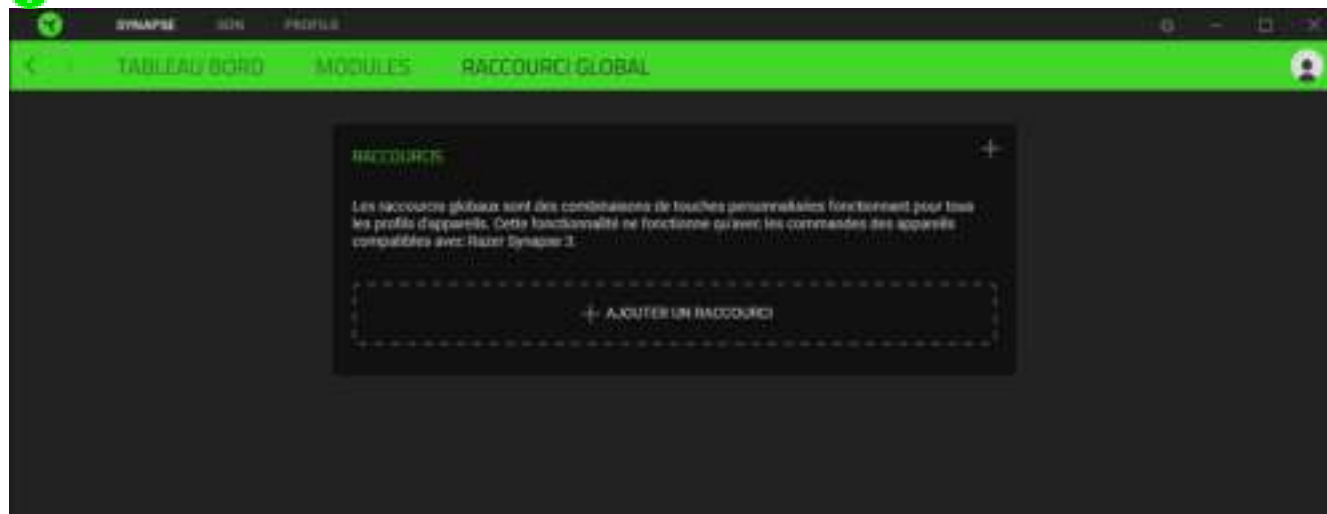 SYNAPSE SON PROFILS
TABLEAU BORD MODULES RACCOURCI GLOBAL
RACCOURCIS
Les raccourcis globaux sont des combinaisons de touches personnalisées fonctionnant pour tous
les profils d'appareils. Cette fonctionnalité ne fonctionne qu'avec les commandes des appareils
compatibles avec Razer Synapse 3.
+ AJOUTER UN RACCOURCI